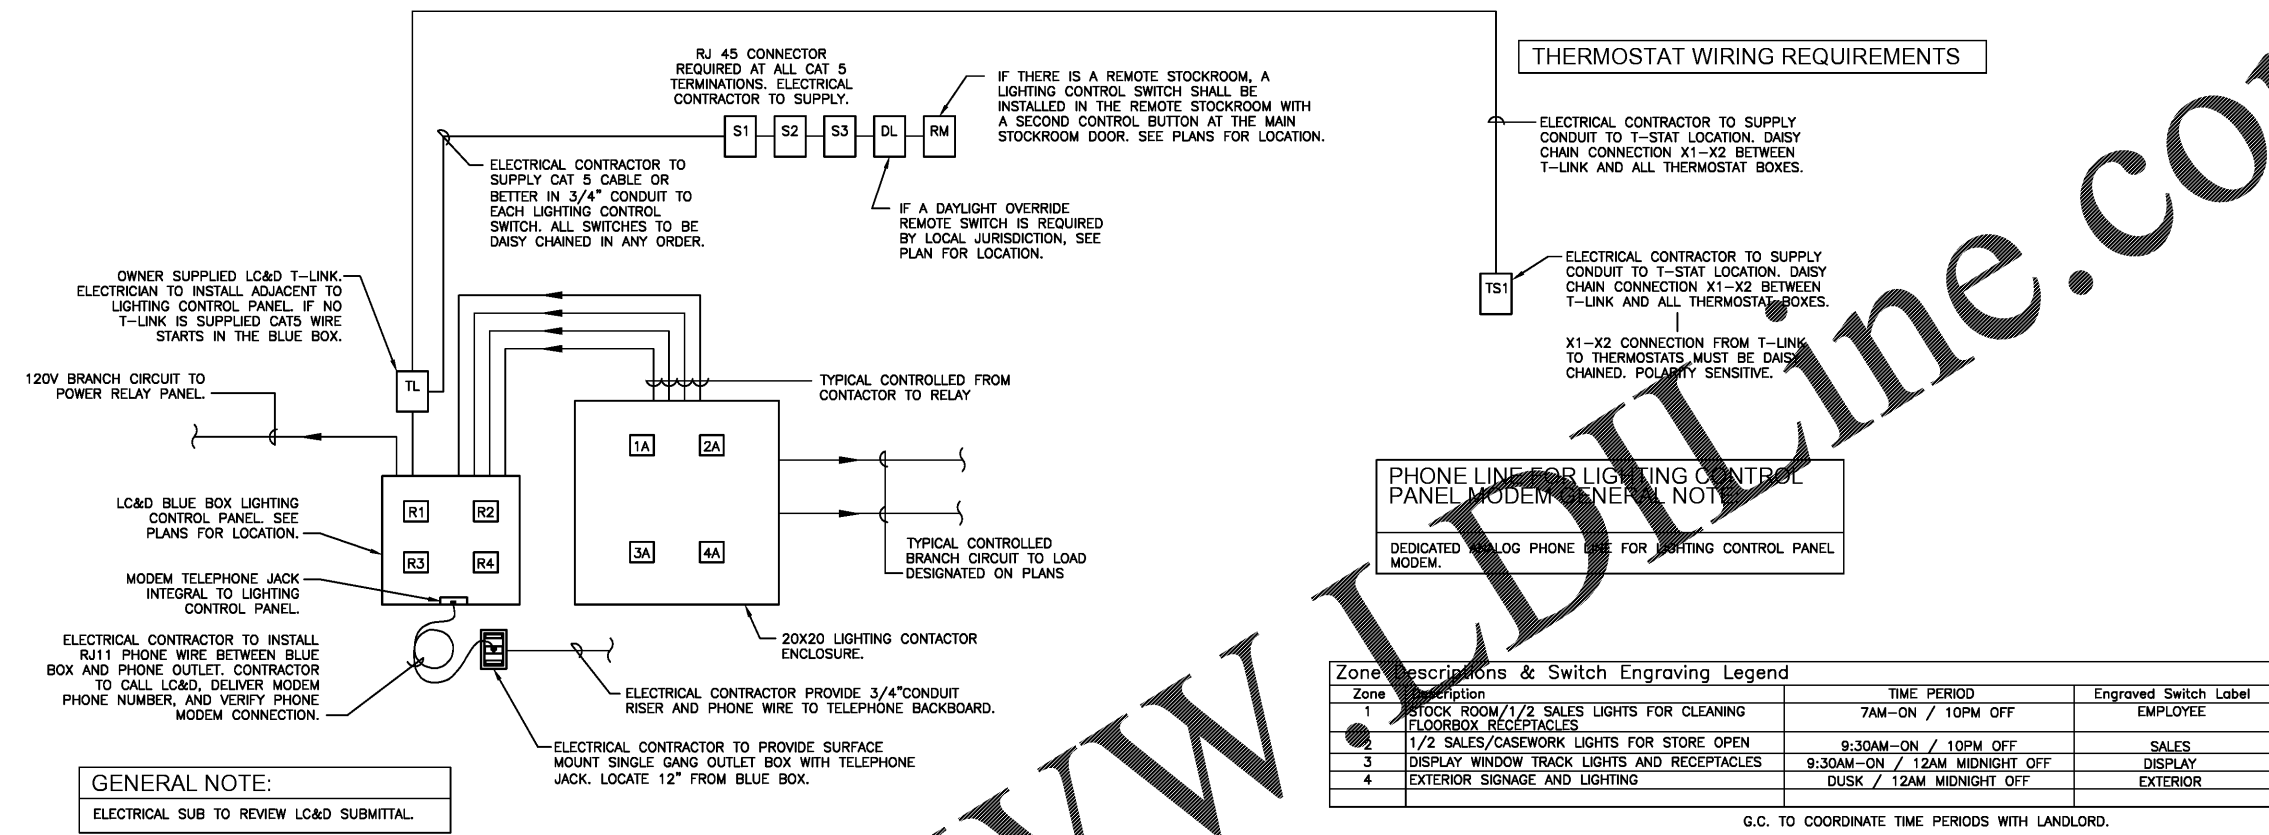 RJ 45 CONNECTOR
REQUIRED AT ALL CAT 5
TERMINATIONS. ELECTRICAL
CONTRACTOR TO SUPPLY.
IF THERE IS A REMOTE STOCKROOM, A
LIGHTING CONTROL SWITCH SHALL BE
INSTALLED IN THE REMOTE STOCKROOM WITH
A SECOND CONTROL BUTTON AT THE MAIN
STOCKROOM DOOR. SEE PLANS FOR LOCATION.
S1 S2 S3 DL RM
ELECTRICAL CONTRACTOR TO
SUPPLY CAT 5 CABLE OR
BETTER IN 3/4" CONDUIT TO
EACH LIGHTING CONTROL
SWITCH. ALL SWITCHES TO BE
DAISY CHAINED IN ANY ORDER.
IF A DAYLIGHT OVERRIDE
REMOTE SWITCH IS REQUIRED
BY LOCAL JURISDICTION, SEE
PLAN FOR LOCATION.
THERMOSTAT WIRING REQUIREMENTS
ELECTRICAL CONTRACTOR TO SUPPLY
CONDUIT TO T-STAT LOCATION. DAISY
CHAIN CONNECTION X1-X2 BETWEEN
T-LINK AND ALL THERMOSTAT BOXES.
TS1
ELECTRICAL CONTRACTOR TO SUPPLY
CONDUIT TO T-STAT LOCATION. DAISY
CHAIN CONNECTION X1-X2 BETWEEN
T-LINK AND ALL THERMOSTAT BOXES.
X1-X2 CONNECTION FROM T-LINK
TO THERMOSTATS MUST BE DAISY
CHAINED. POLARITY SENSITIVE.
OWNER SUPPLIED LC&D T-LINK.
ELECTRICIAN TO INSTALL ADJACENT TO
LIGHTING CONTROL PANEL. IF NO
T-LINK IS SUPPLIED CAT5 WIRE
STARTS IN THE BLUE BOX.
TL
120V BRANCH CIRCUIT TO
POWER RELAY PANEL.
TYPICAL CONTROLLED FROM
CONTACTOR TO RELAY
LC&D BLUE BOX LIGHTING
CONTROL PANEL. SEE
PLANS FOR LOCATION.
R1 R2
R3 R4
1A 2A
3A 4A
TYPICAL CONTROLLED
BRANCH CIRCUIT TO LOAD
DESIGNATED ON PLANS
MODEM TELEPHONE JACK
INTEGRAL TO LIGHTING
CONTROL PANEL.
20X20 LIGHTING CONTACTOR
ENCLOSURE.
ELECTRICAL CONTRACTOR TO INSTALL
RJ11 PHONE WIRE BETWEEN BLUE
BOX AND PHONE OUTLET. CONTRACTOR
TO CALL LC&D, DELIVER MODEM
PHONE NUMBER, AND VERIFY PHONE
MODEM CONNECTION.
ELECTRICAL CONTRACTOR PROVIDE 3/4"CONDUIT
RISER AND PHONE WIRE TO TELEPHONE BACKBOARD.
ELECTRICAL CONTRACTOR TO PROVIDE SURFACE
MOUNT SINGLE GANG OUTLET BOX WITH TELEPHONE
JACK. LOCATE 12" FROM BLUE BOX.
GENERAL NOTE:
ELECTRICAL SUB TO REVIEW LC&D SUBMITTAL.
PHONE LINE FOR LIGHTING CONTROL
PANEL MODEM GENERAL NOTE:
DEDICATED ANALOG PHONE LINE FOR LIGHTING CONTROL PANEL
MODEM.
Zone Descriptions & Switch Engraving Legend
Zone Description TIME PERIOD Engraved Switch Label
1 STOCK ROOM/1/2 SALES LIGHTS FOR CLEANING 7AM-ON / 10PM OFF EMPLOYEE
FLOORBOX RECEPTACLES
2 1/2 SALES/CASEWORK LIGHTS FOR STORE OPEN 9:30AM-ON / 10PM OFF SALES
3 DISPLAY WINDOW TRACK LIGHTS AND RECEPTACLES 9:30AM-ON / 12AM MIDNIGHT OFF DISPLAY
4 EXTERIOR SIGNAGE AND LIGHTING DUSK / 12AM MIDNIGHT OFF EXTERIOR
G.C. TO COORDINATE TIME PERIODS WITH LANDLORD.
WW.LDILine.co